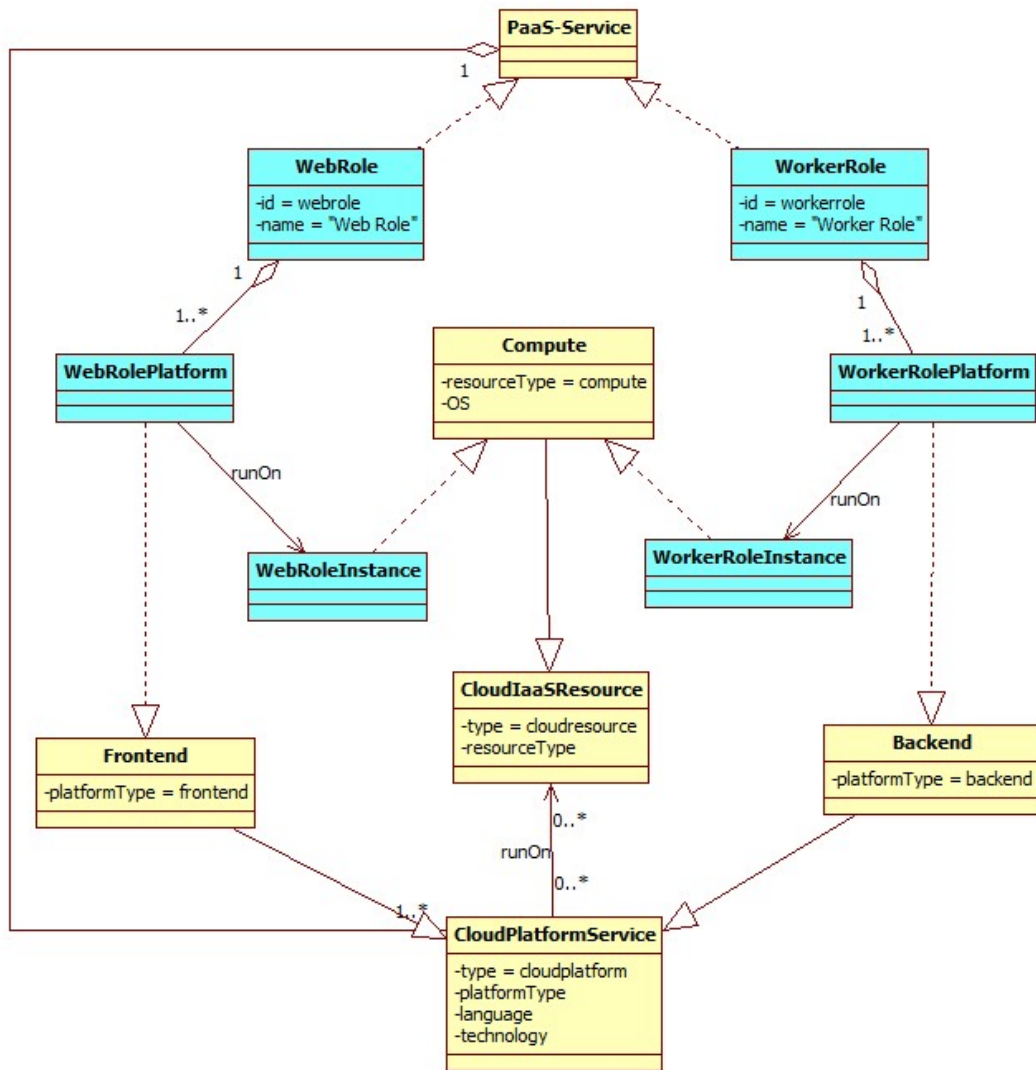 PaaS-Service
1
WebRole
-id = webrole
-name = "Web Role"
WorkerRole
-id = workerrole
-name = "Worker Role"
1
1..*
1
1..*
WebRolePlatform
Compute
-resourceType = compute
-OS
WorkerRolePlatform
runOn
runOn
WebRoleInstance
WorkerRoleInstance
CloudIaaSResource
-type = cloudresource
-resourceType
Frontend
-platformType = frontend
Backend
-platformType = backend
0..*
runOn
0..*
1..*
CloudPlatformService
-type = cloudplatform
-platformType
-language
-technology